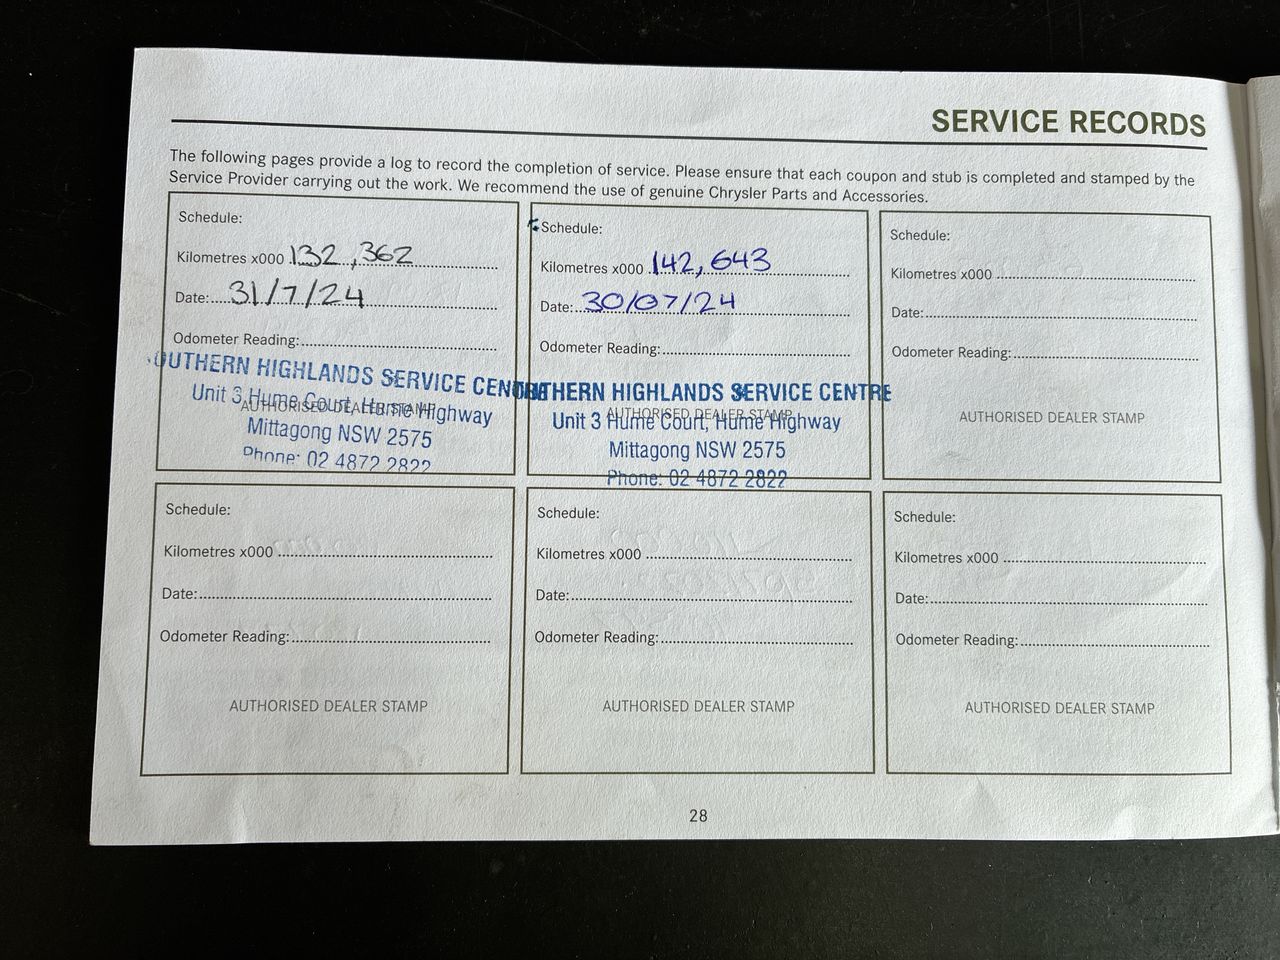 SERVICE RECORDS
The following pages provide a log to record the completion of service. Please ensure that each coupon and stub is completed and stamped by the
Service Provider carrying out the work. We recommend the use of genuine Chrysler Parts and Accessories.
Schedule:
Kilometres x000 132,362
Date: 31/7/24
Odometer Reading:
AUTHORISED DEALER STAMP
SOUTHERN HIGHLANDS SERVICE CENTRE
Unit 3 Hume Court, Hume Highway
Mittagong NSW 2575
Phone: 02 4872 2822
Schedule:
Kilometres x000 142,643
Date: 30/07/24
Odometer Reading:
AUTHORISED DEALER STAMP
SOUTHERN HIGHLANDS SERVICE CENTRE
Unit 3 Hume Court, Hume Highway
Mittagong NSW 2575
Phone: 02 4872 2822
Schedule:
Kilometres x000
Date:
Odometer Reading:
AUTHORISED DEALER STAMP
Schedule:
Kilometres x000
Date:
Odometer Reading:
AUTHORISED DEALER STAMP
Schedule:
Kilometres x000
Date:
Odometer Reading:
AUTHORISED DEALER STAMP
Schedule:
Kilometres x000
Date:
Odometer Reading:
AUTHORISED DEALER STAMP
28